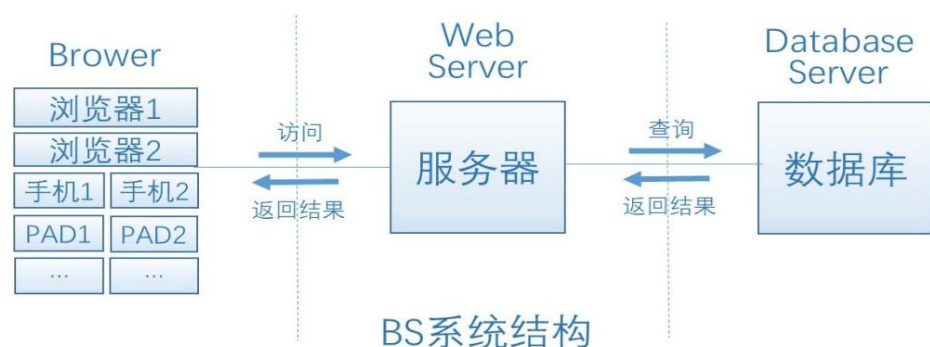 Brower
浏览器1
浏览器2
手机1 手机2
PAD1 PAD2
... ...
访问
返回结果
Web
Server
服务器
查询
返回结果
Database
Server
数据库
BS系统结构